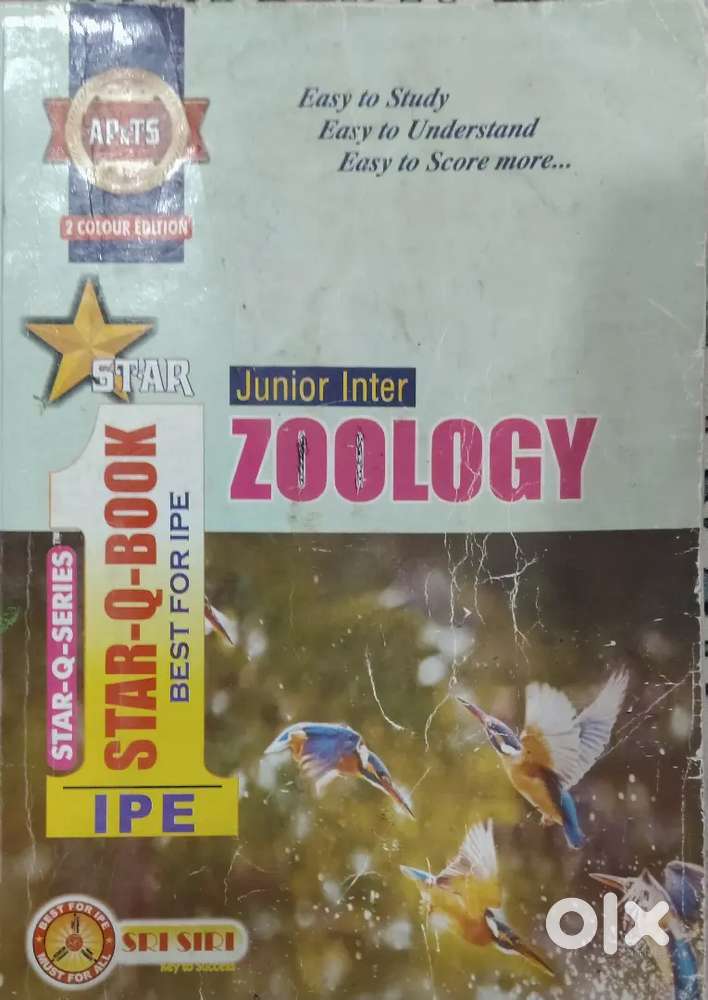 AP&TS
2 COLOUR EDITION
Easy to Study
Easy to Understand
Easy to Score more...
STAR
Junior Inter
ZOOLOGY
STAR-Q-SERIES™
STAR-Q-BOOK
BEST FOR IPE
1
IPE
BEST FOR IPE
MUST FOR ALL
SRI SIRI
Key to Success
olx